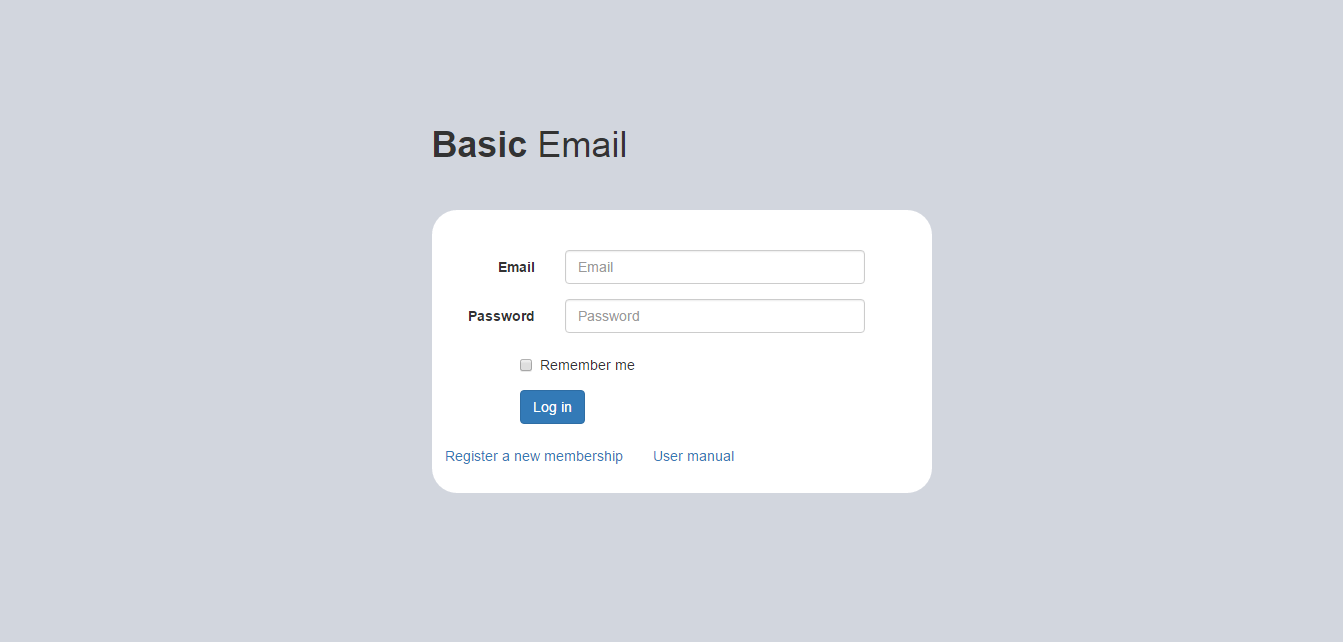 Basic Email
Email Email
Password Password
Remember me
Log in
Register a new membership User manual